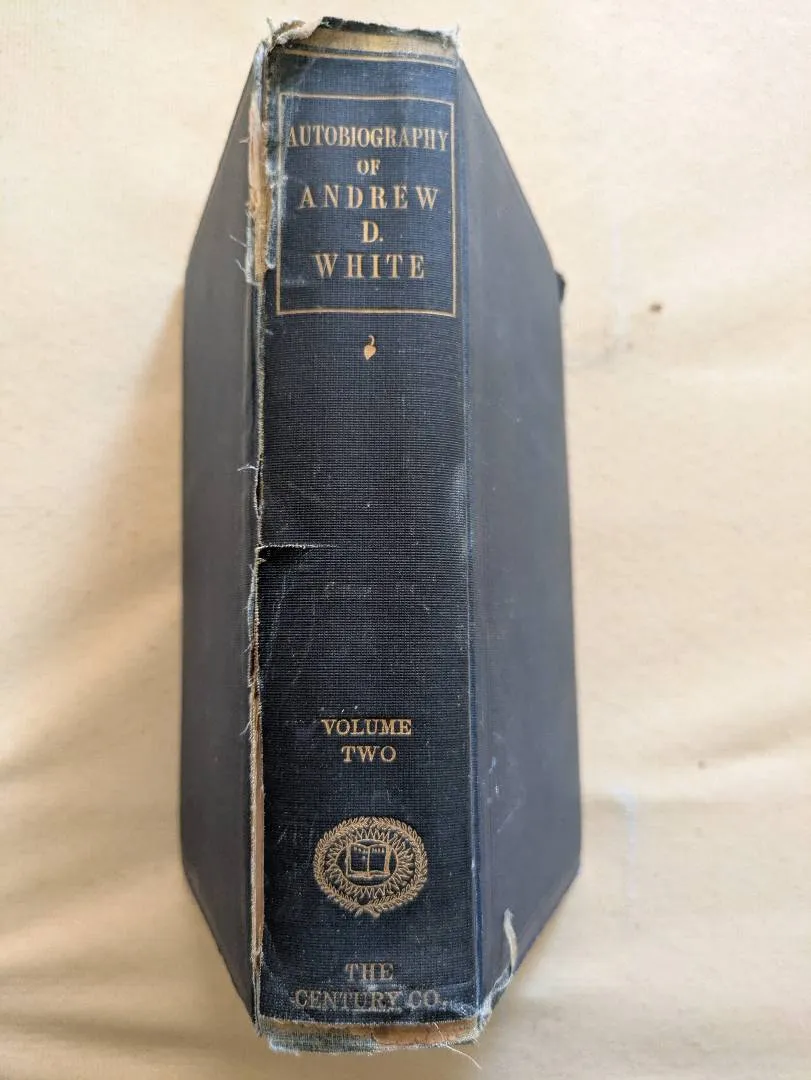 AUTOBIOGRAPHY
OF
ANDREW
D.
WHITE
VOLUME
TWO
THE
CENTURY CO.